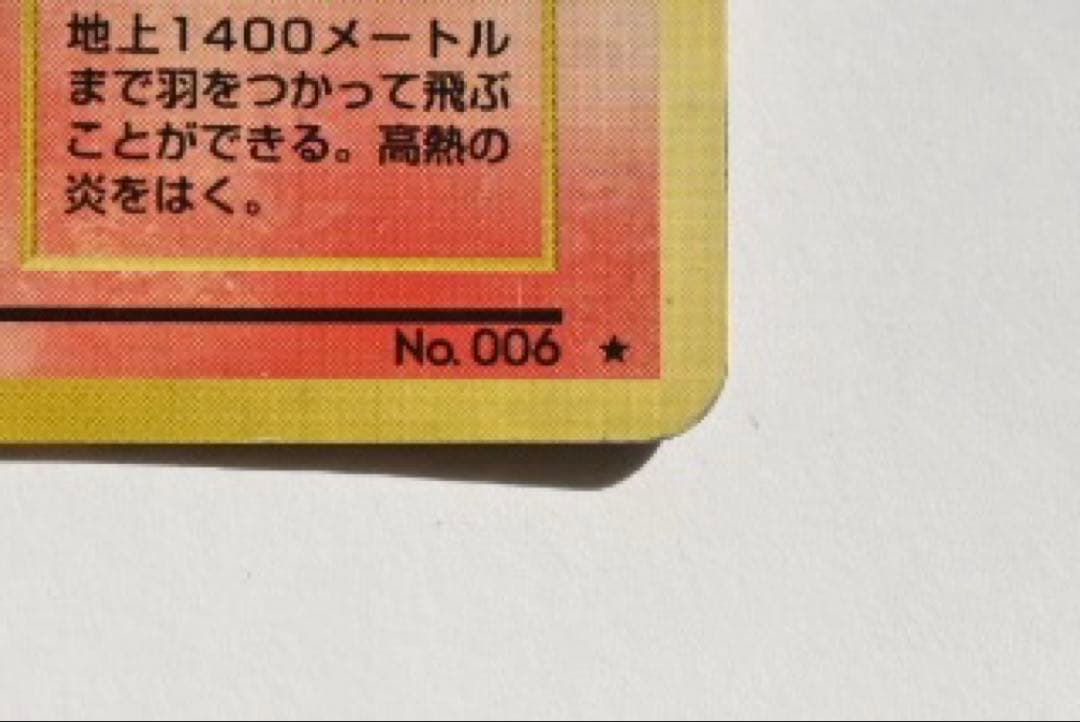 地上1400メートル
まで羽をつかって飛ぶ
ことができる。高熱の
炎をはく。
No. 006 ★